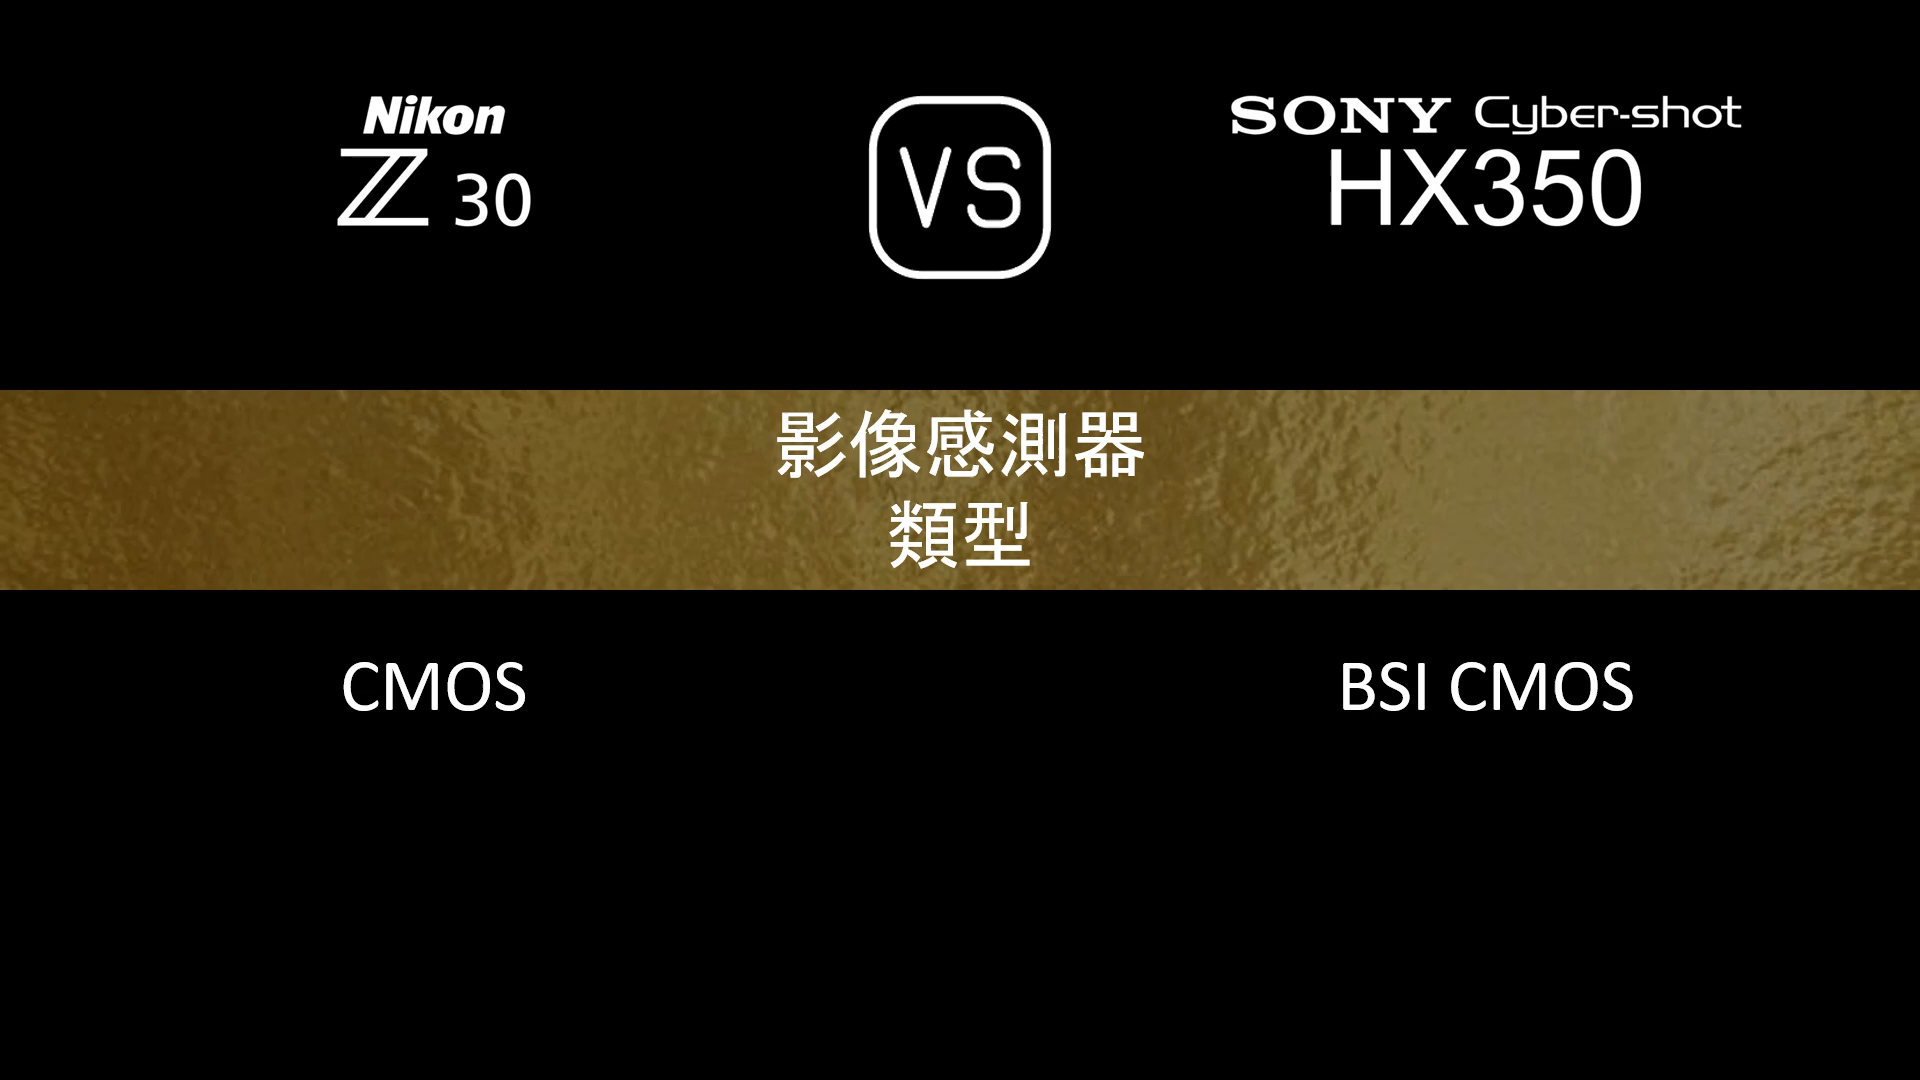 Nikon
Z 30
VS
SONY Cyber-shot
HX350
影像感測器
類型
CMOS
BSI CMOS